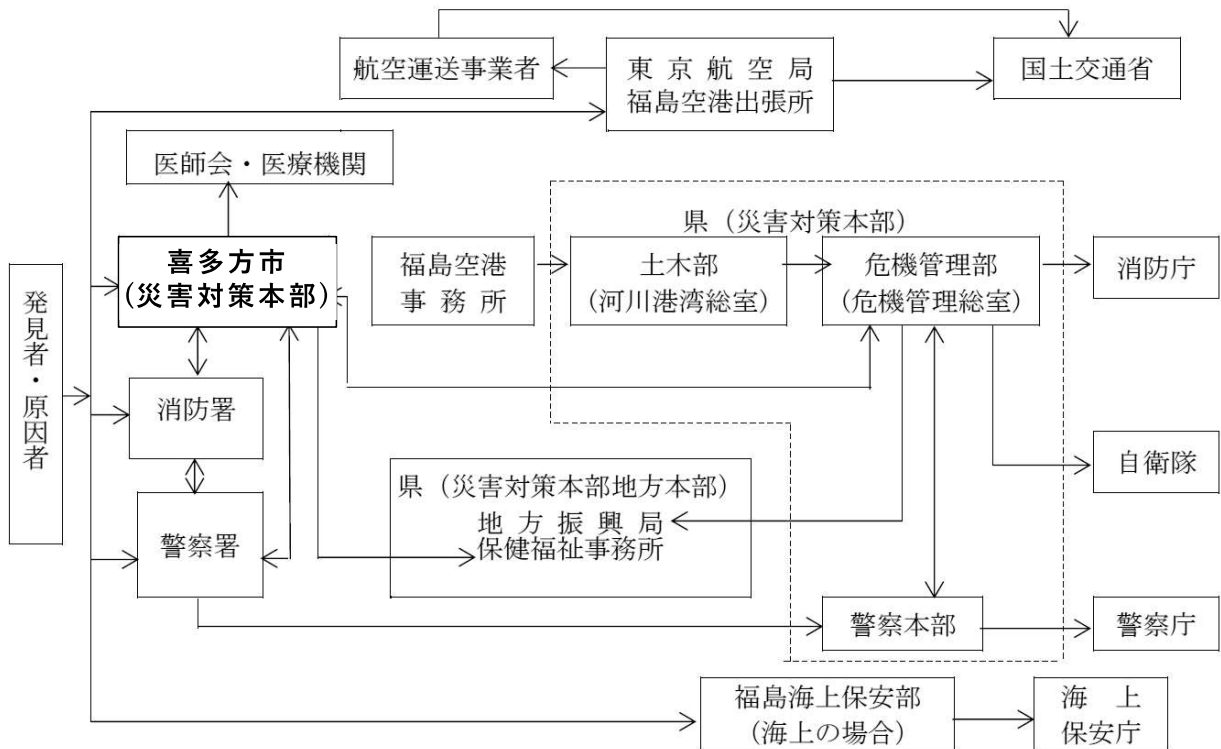 航空運送事業者
東京航空局
福島空港出張所
国土交通省
医師会・医療機関
県（災害対策本部）
喜多方市
(災害対策本部)
福島空港
事務所
土木部
(河川港湾総室)
危機管理部
(危機管理総室)
消防庁
発見者・原因者
消防署
自衛隊
県（災害対策本部地方本部）
地方振興局
保健福祉事務所
警察署
警察本部
警察庁
福島海上保安部
(海上の場合)
海上
保安庁